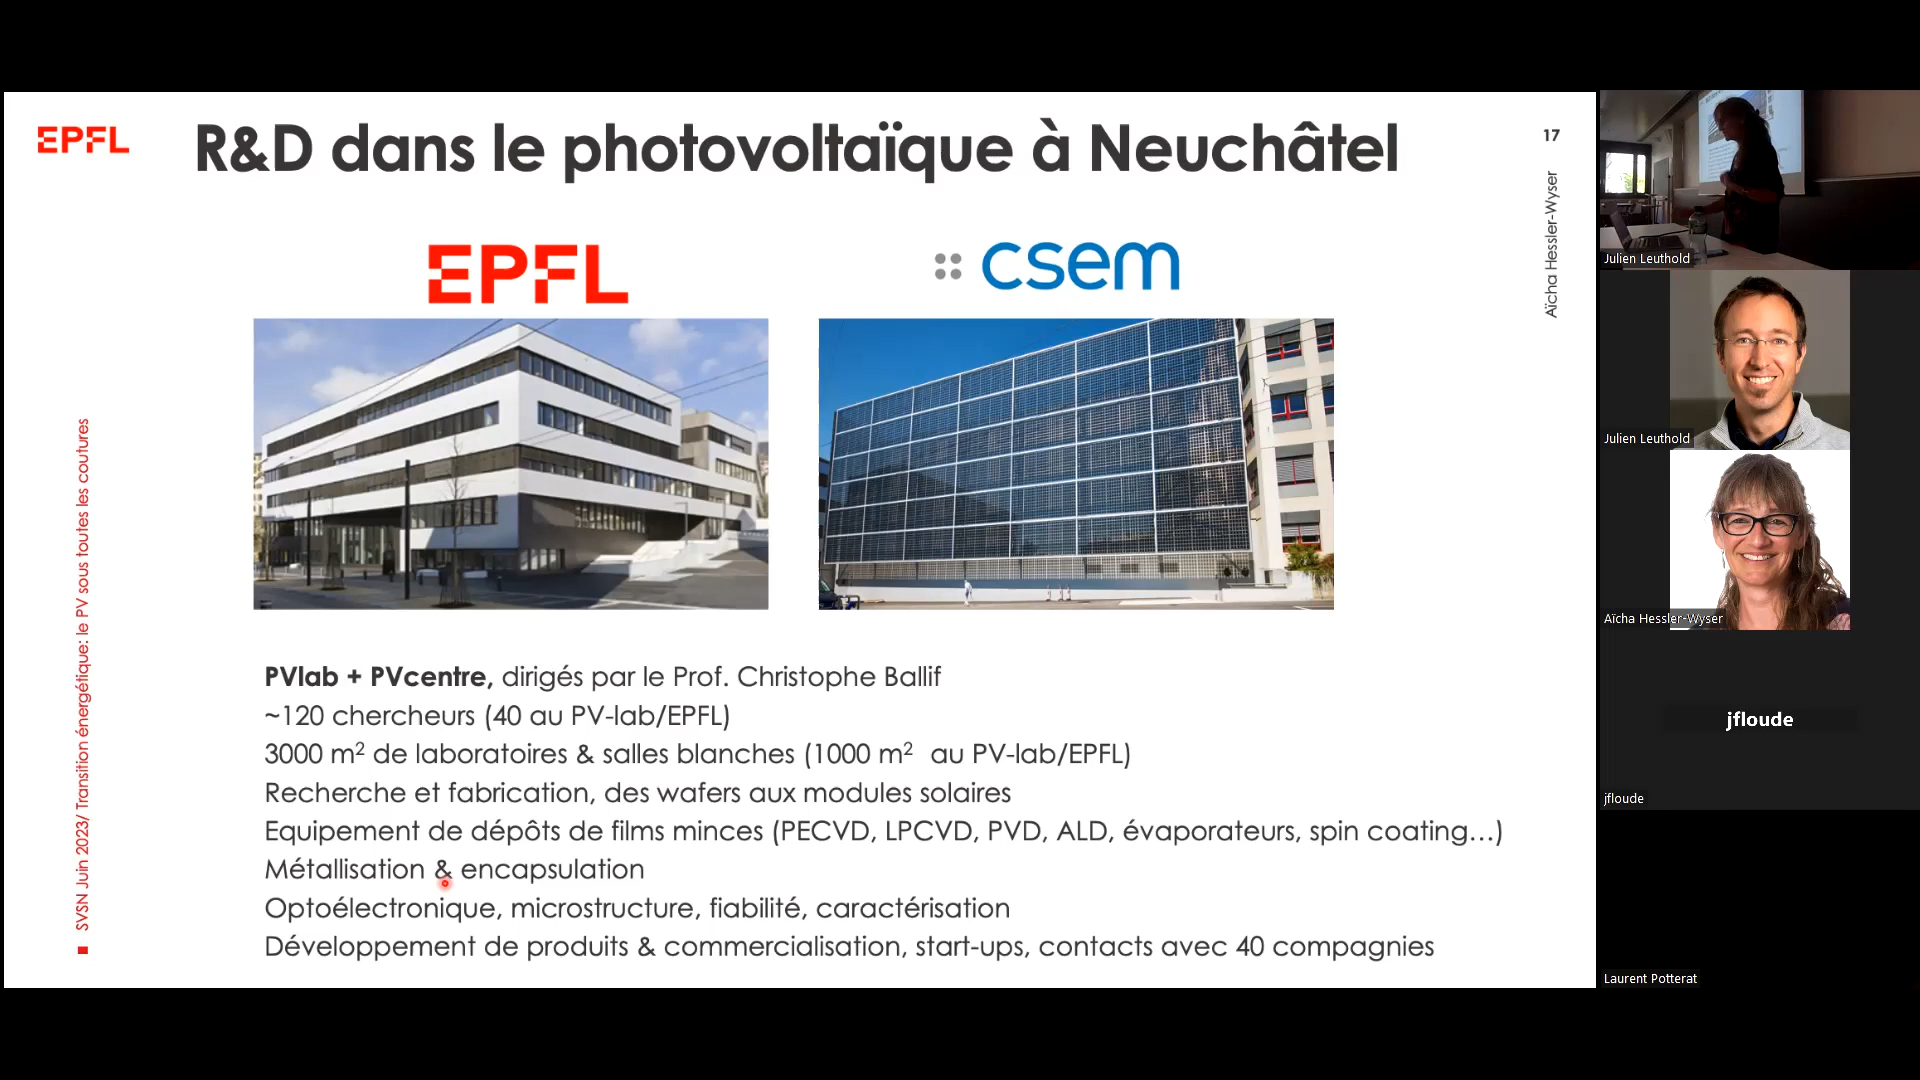 EPFL
R&D dans le photovoltaïque à Neuchâtel
17
Aïcha Hessler-Wyser
EPFL
csem
SVSN Juin 2023/ Transition énergétique: le PV sous toutes les coutures
PVlab + PVcentre, dirigés par le Prof. Christophe Ballif
~120 chercheurs (40 au PV-lab/EPFL)
3000 m² de laboratoires & salles blanches (1000 m² au PV-lab/EPFL)
Recherche et fabrication, des wafers aux modules solaires
Equipement de dépôts de films minces (PECVD, LPCVD, PVD, ALD, évaporateurs, spin coating…)
Métallisation & encapsulation
Optoélectronique, microstructure, fiabilité, caractérisation
Développement de produits & commercialisation, start-ups, contacts avec 40 compagnies
Julien Leuthold
Julien Leuthold
Aïcha Hessler-Wyser
jfloude
jfloude
Laurent Potterat